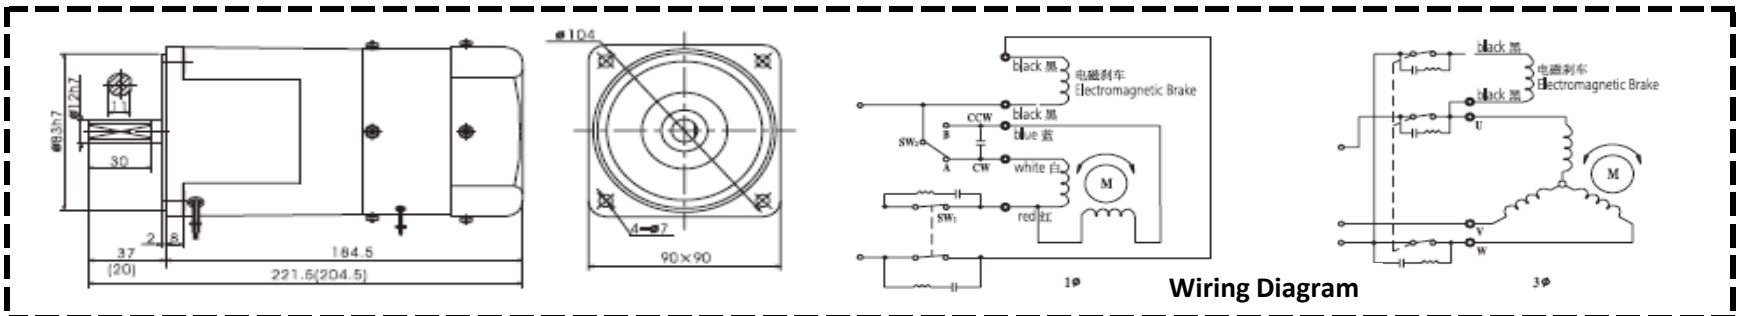 ø83h7
ø12h7
11
30
2
8
37
(20)
184.5
221.5(204.5)
ø104
4-ø7
90×90
black 黑
电磁刹车
Electromagnetic Brake
black 黑
CCW
blue 蓝
B
SW₂
A
CW
white 白
M
SW₁
red 红
1ø
black 黑
电磁刹车
Electromagnetic Brake
black 黑
U
M
V
W
3ø
Wiring Diagram